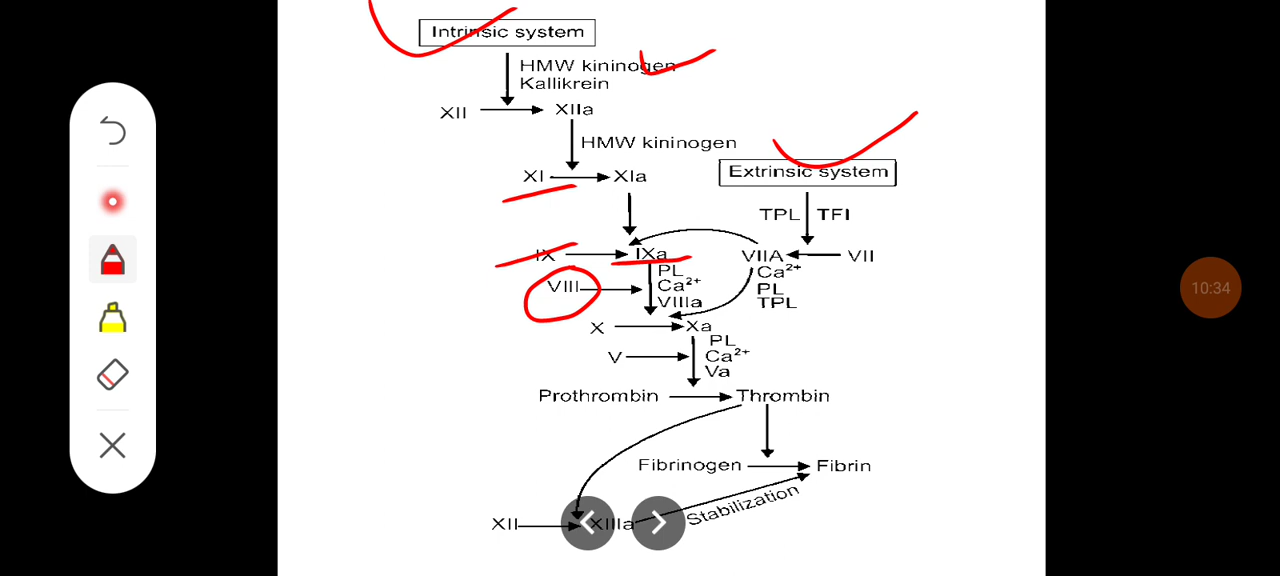 Intrinsic system
HMW kininogen
Kallikrein
XII XIIa
HMW kininogen
XI XIa
Extrinsic system
TPL TFI
IX IXa VIIA VII
PL Ca²⁺
VIII Ca²⁺ PL
VIIIa TPL
X Xa
PL
V Ca²⁺
Va
Prothrombin Thrombin
Fibrinogen Fibrin
XII XIIIa Stabilization
10:34